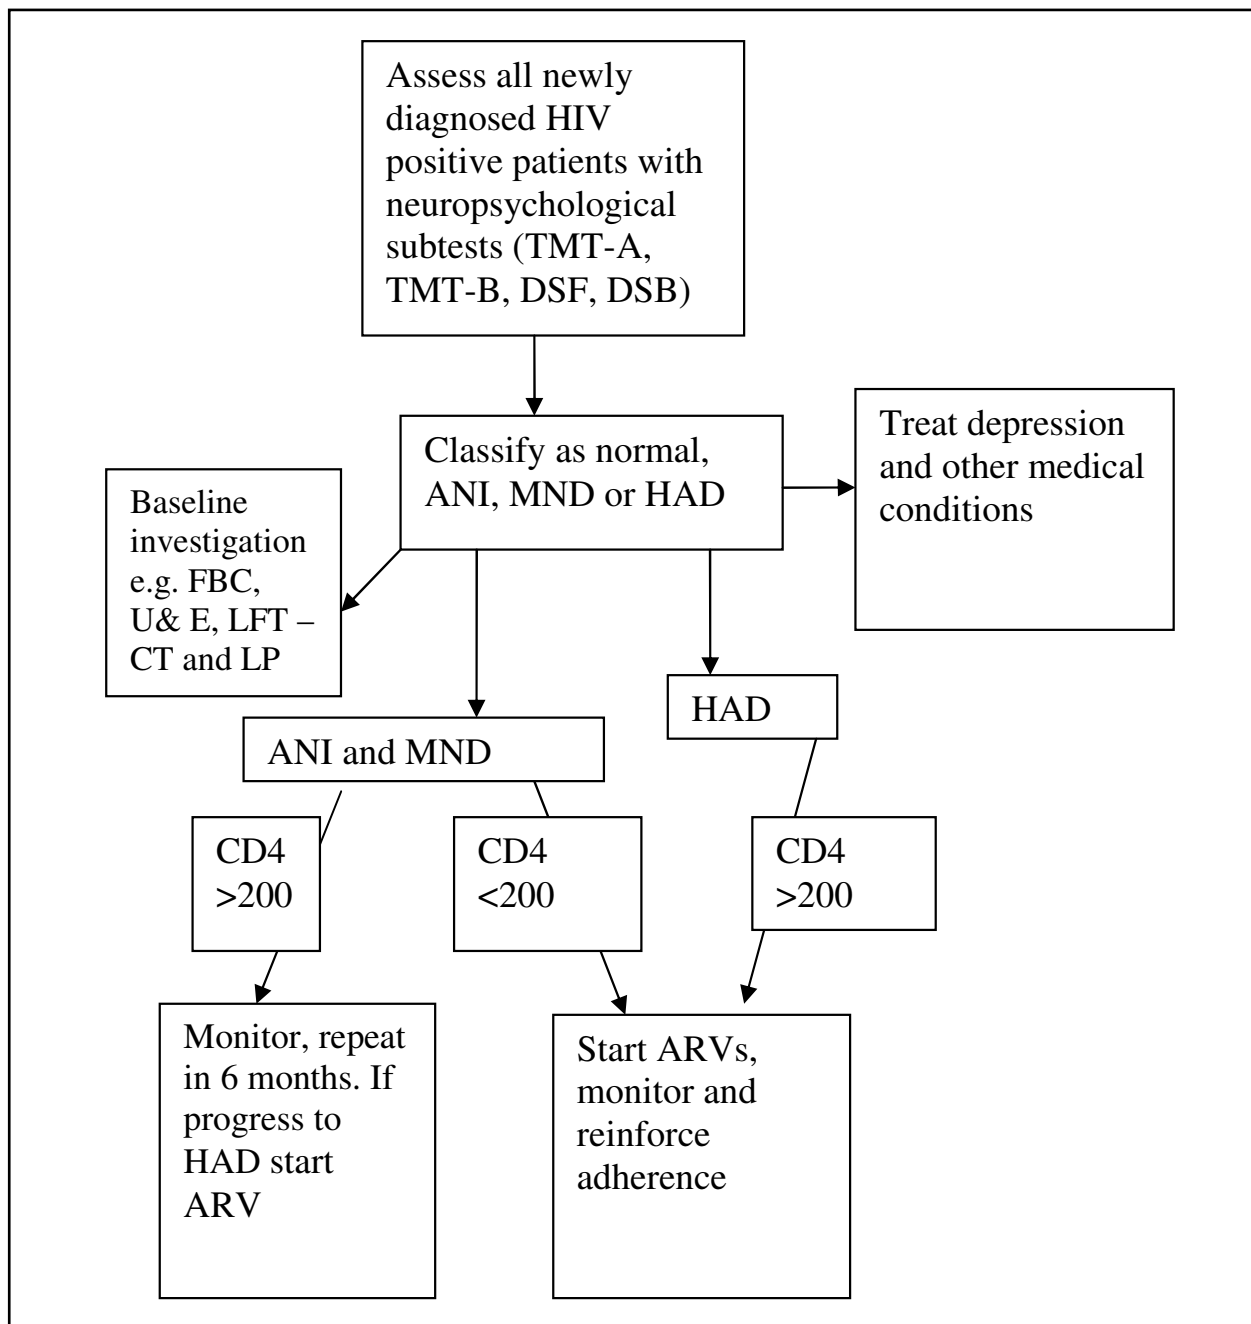 Assess all newly
diagnosed HIV
positive patients with
neuropsychological
subtests (TMT-A,
TMT-B, DSF, DSB)
Classify as normal,
ANI, MND or HAD
Treat depression
and other medical
conditions
Baseline
investigation
e.g. FBC,
U& E, LFT –
CT and LP
HAD
ANI and MND
CD4
>200
CD4
<200
CD4
>200
Monitor, repeat
in 6 months. If
progress to
HAD start
ARV
Start ARVs,
monitor and
reinforce
adherence